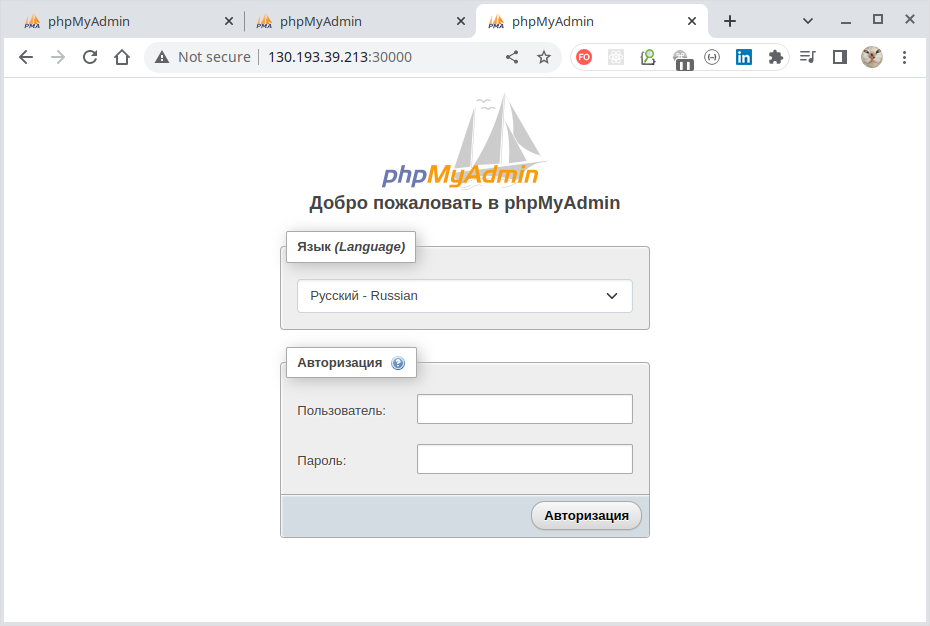 phpMyAdmin phpMyAdmin phpMyAdmin
Not secure 130.193.39.213:30000
phpMyAdmin
Добро пожаловать в phpMyAdmin
Язык (Language)
Русский - Russian
Авторизация
Пользователь:
Пароль:
Авторизация